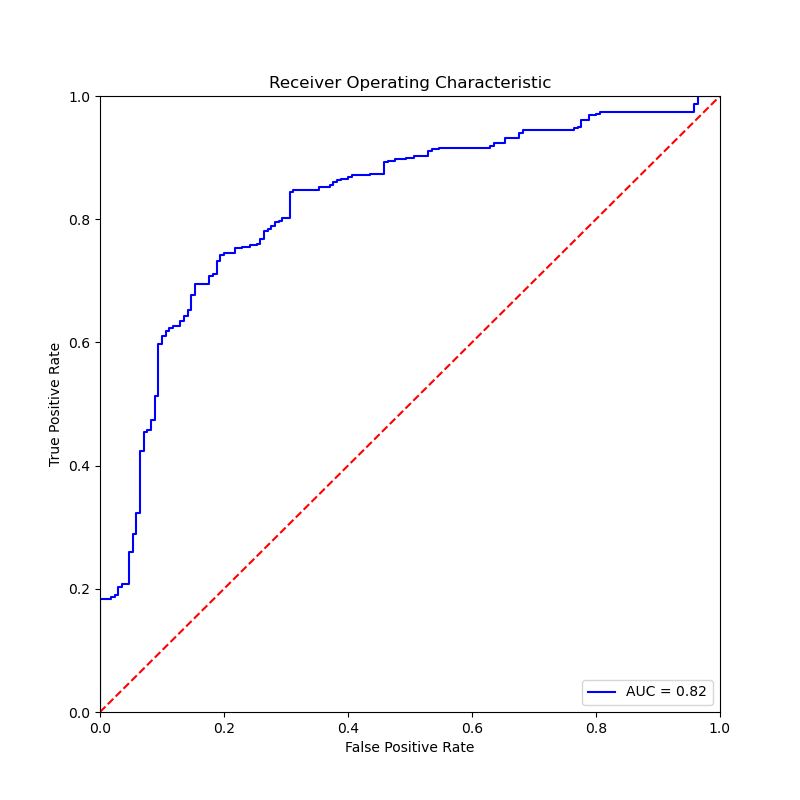 Receiver Operating Characteristic
1.0
0.8
0.6
0.4
0.2
0.0
True Positive Rate
AUC = 0.82
0.0 0.2 0.4 0.6 0.8 1.0
False Positive Rate